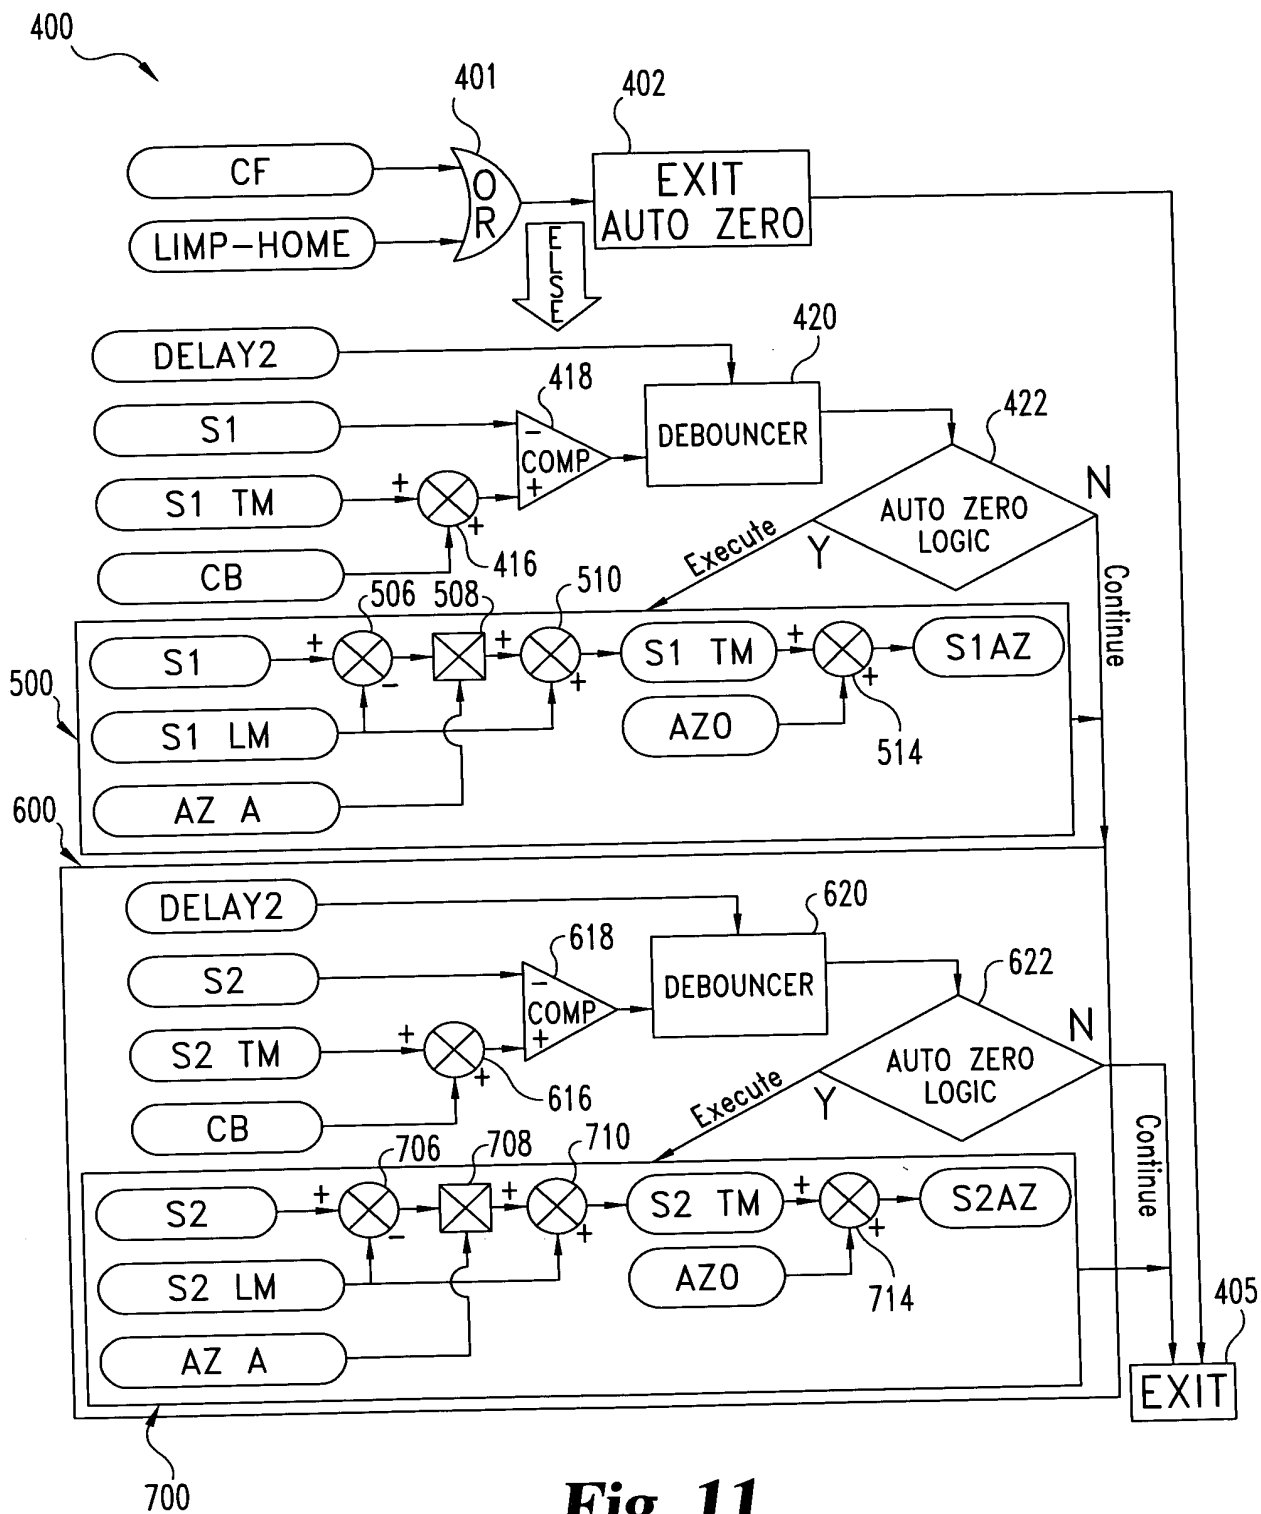 400
401
402
CF
LIMP-HOME
OR
EXIT
AUTO ZERO
ELSE
DELAY2
420
418
S1
−
COMP
+
DEBOUNCER
422
N
S1 TM
+
+
416
AUTO ZERO
LOGIC
Execute
Y
Continue
CB
506
508
510
500
S1
+
−
+
+
S1 TM
+
+
S1AZ
S1 LM
AZO
514
AZ A
600
DELAY2
620
618
S2
−
COMP
+
DEBOUNCER
622
N
S2 TM
+
+
616
AUTO ZERO
LOGIC
Execute
Y
Continue
CB
706
708
710
S2
+
−
+
+
S2 TM
+
+
S2AZ
S2 LM
AZO
714
AZ A
405
EXIT
700
Fig. 11